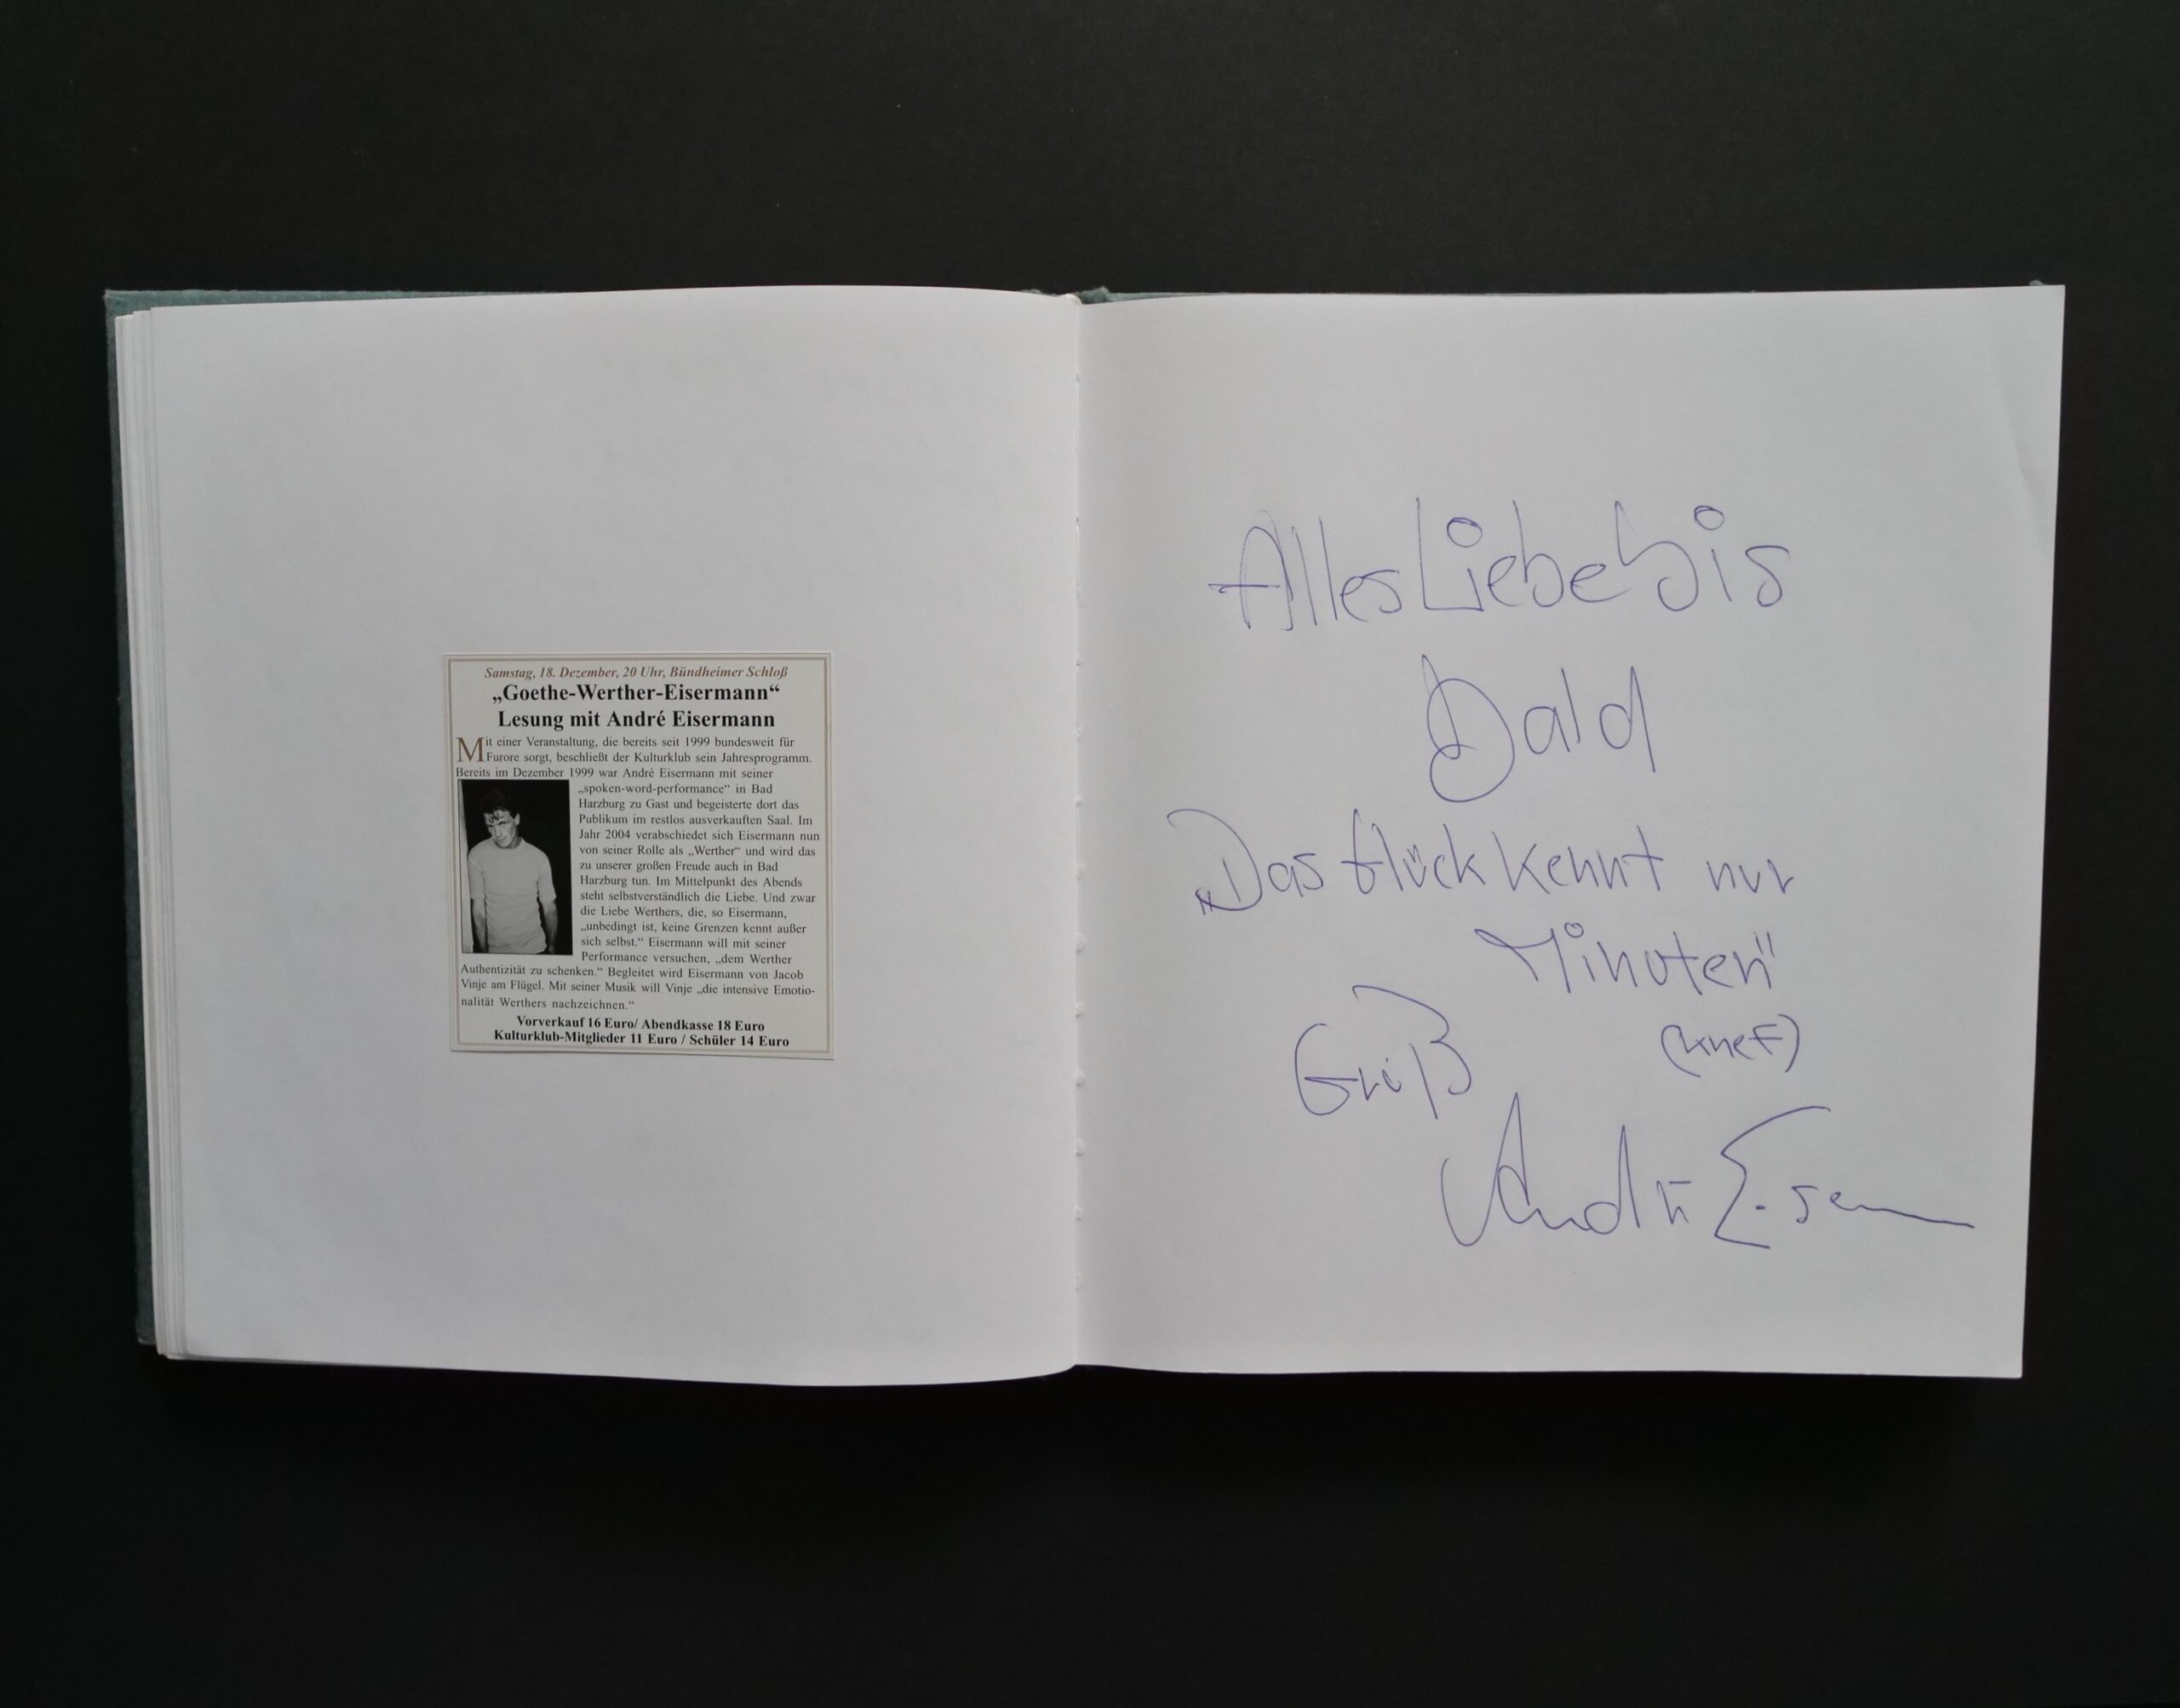 Samstag, 18. Dezember, 20 Uhr, Bündheimer Schloß
„Goethe-Werther-Eisermann“
Lesung mit André Eisermann
Mit einer Veranstaltung, die bereits seit 1999 bundesweit für
Furore sorgt, beschließt der Kulturklub sein Jahresprogramm.
Bereits im Dezember 1999 war André Eisermann mit seiner
„spoken-word-performance“ in Bad
Harzburg zu Gast und begeisterte dort das
Publikum im restlos ausverkauften Saal. Im
Jahr 2004 verabschiedet sich Eisermann nun
von seiner Rolle als „Werther“ und wird das
zu unserer großen Freude auch in Bad
Harzburg tun. Im Mittelpunkt des Abends
steht selbstverständlich die Liebe. Und zwar
die Liebe Werthers, die, so Eisermann,
„unbedingt ist, keine Grenzen kennt außer
sich selbst.“ Eisermann will mit seiner
Performance versuchen, „dem Werther
Authentizität zu schenken.“ Begleitet wird Eisermann von Jacob
Vinje am Flügel. Mit seiner Musik will Vinje „die intensive Emotio-
nalität Werthers nachzeichnen.“
Vorverkauf 16 Euro/ Abendkasse 18 Euro
Kulturklub-Mitglieder 11 Euro / Schüler 14 Euro
Alles Liebe bis
Bald
„Das Glück kennt nur
Minuten“
(Knef)
Gruß
André Eisermann